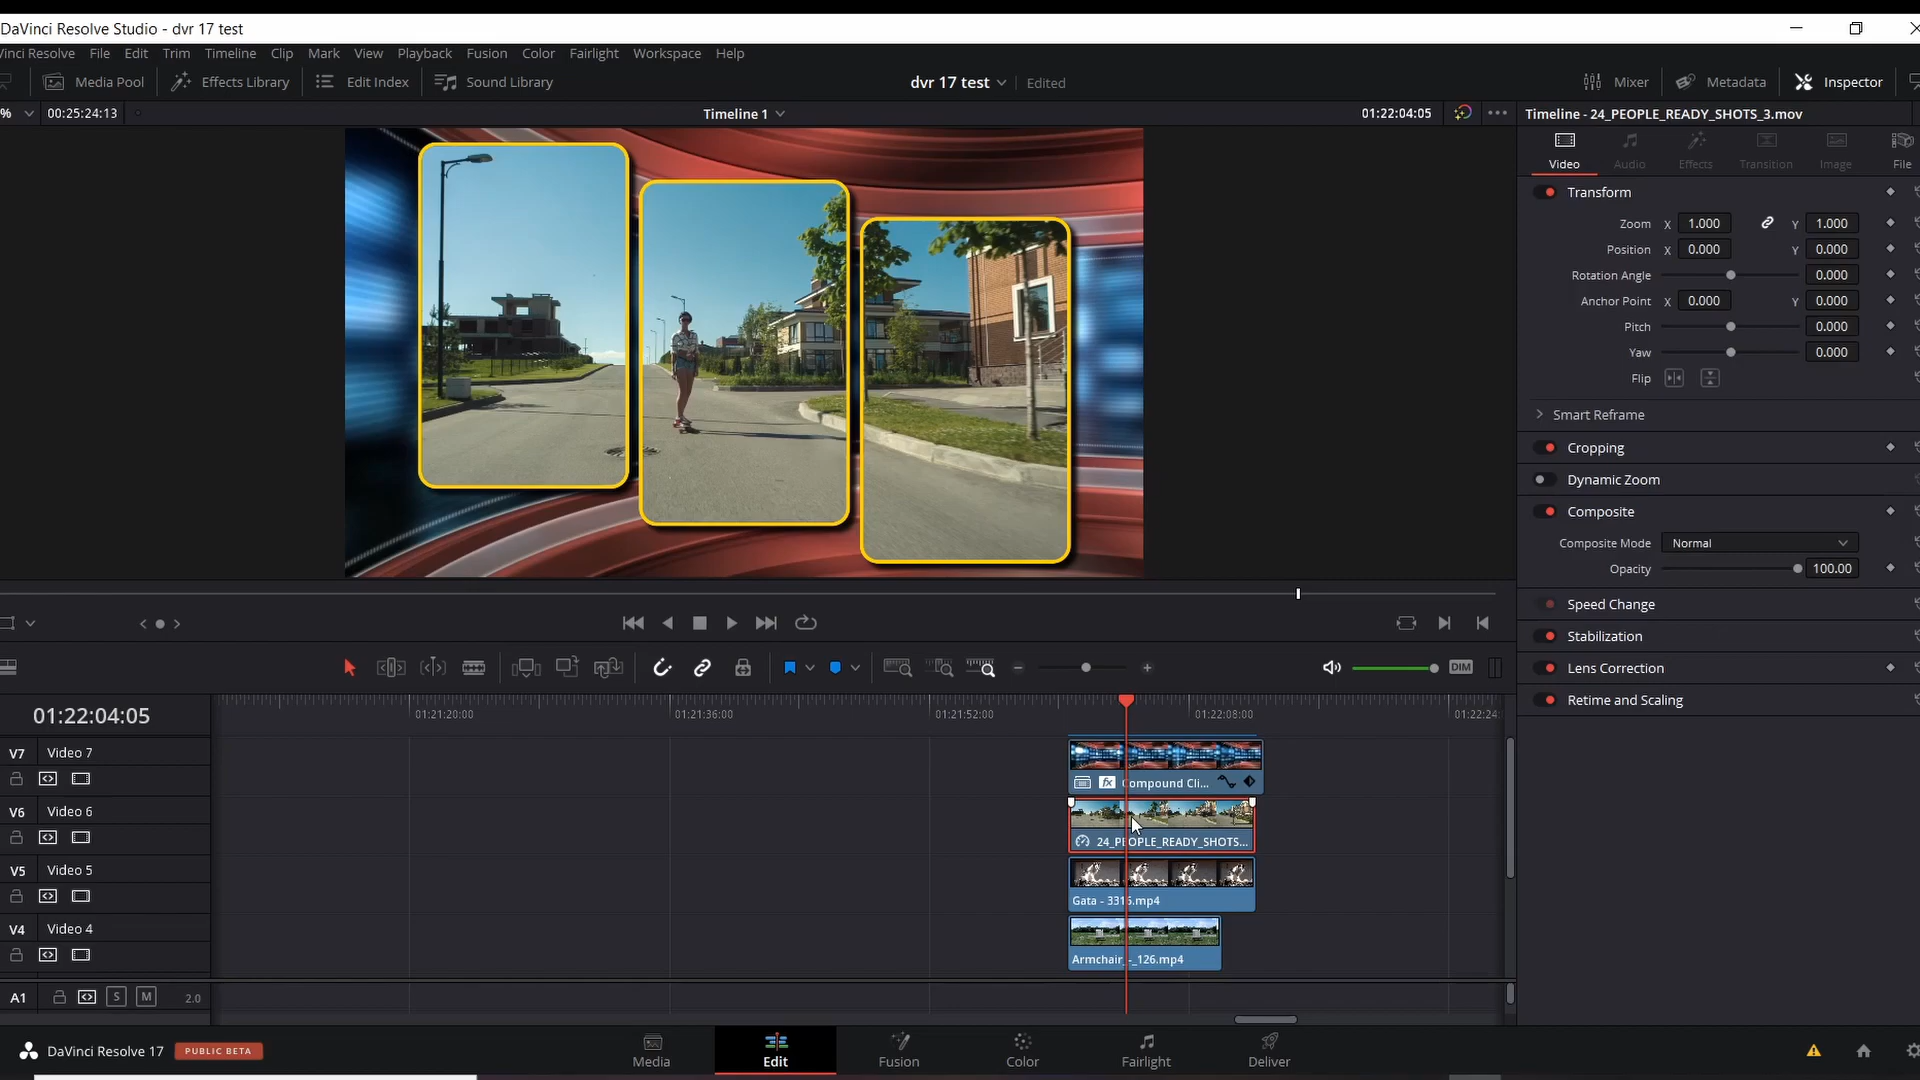 DaVinci Resolve Studio - dvr 17 test
Vinci Resolve File Edit Trim Timeline Clip Mark View Playback Fusion Color Fairlight Workspace Help
Media Pool Effects Library Edit Index Sound Library dvr 17 test Edited Mixer Metadata Inspector
% 00:25:24:13 Timeline 1 01:22:04:05 Timeline - 24_PEOPLE_READY_SHOTS_3.mov
Video Audio Effects Transition Image File
Transform
Zoom X 1.000 Y 1.000
Position X 0.000 Y 0.000
Rotation Angle 0.000
Anchor Point X 0.000 Y 0.000
Pitch 0.000
Yaw 0.000
Flip
Smart Reframe
Cropping
Dynamic Zoom
Composite
Composite Mode Normal
Opacity 100.00
Speed Change
Stabilization
Lens Correction
Retime and Scaling
DIM
01:22:04:05
01:21:20:00 01:21:36:00 01:21:52:00 01:22:08:00 01:22:24:
V7 Video 7
fx Compound Cli...
V6 Video 6
24_PEOPLE_READY_SHOTS...
V5 Video 5
Gata - 3316.mp4
V4 Video 4
Armchair_-_126.mp4
A1 S M 2.0
DaVinci Resolve 17 PUBLIC BETA
Media Edit Fusion Color Fairlight Deliver